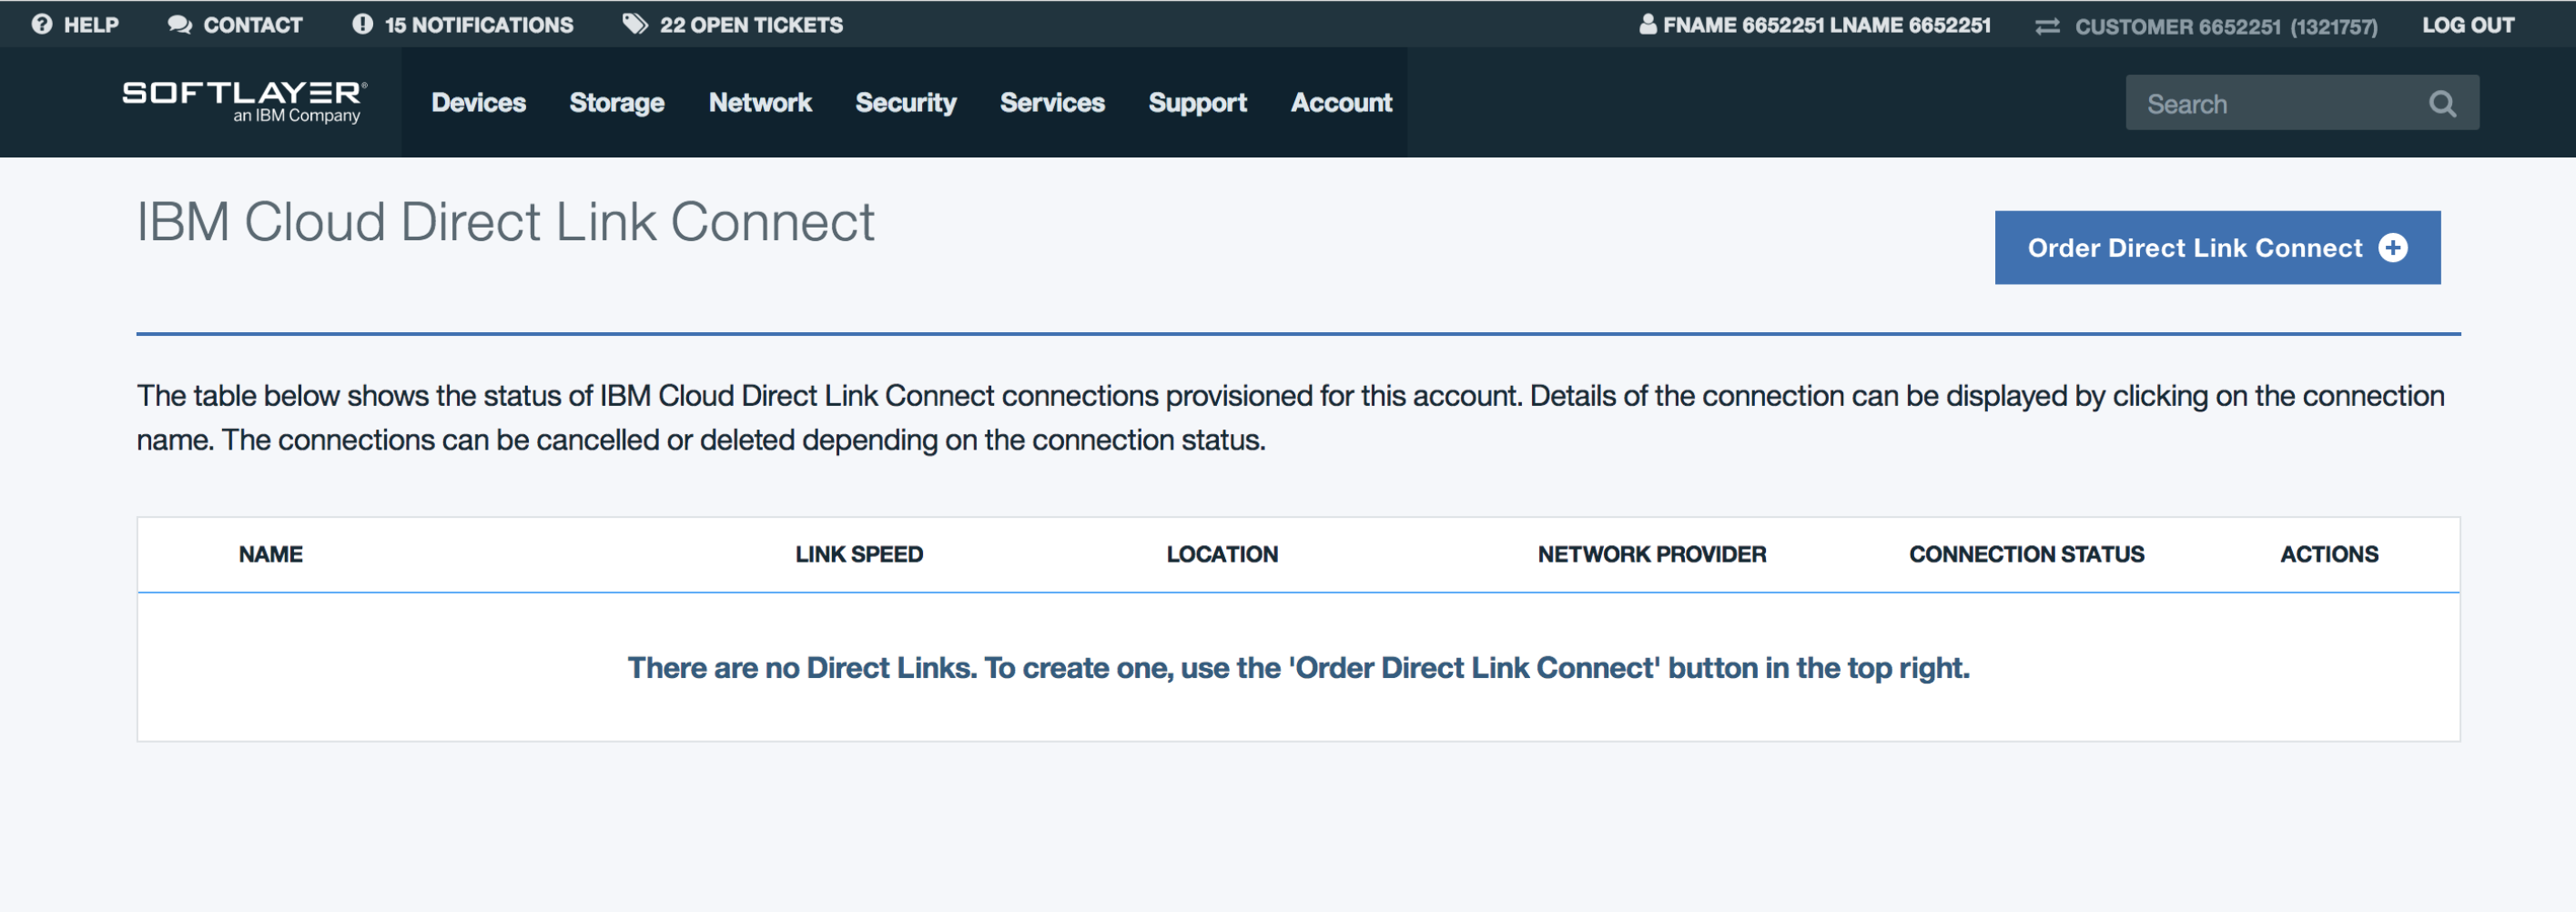 HELP CONTACT 15 NOTIFICATIONS 22 OPEN TICKETS FNAME 6652251 LNAME 6652251 CUSTOMER 6652251 (1321757) LOG OUT
SOFTLAYER®
an IBM Company
Devices Storage Network Security Services Support Account Search
IBM Cloud Direct Link Connect
Order Direct Link Connect
The table below shows the status of IBM Cloud Direct Link Connect connections provisioned for this account. Details of the connection can be displayed by clicking on the connection
name. The connections can be cancelled or deleted depending on the connection status.
NAME LINK SPEED LOCATION NETWORK PROVIDER CONNECTION STATUS ACTIONS
There are no Direct Links. To create one, use the 'Order Direct Link Connect' button in the top right.